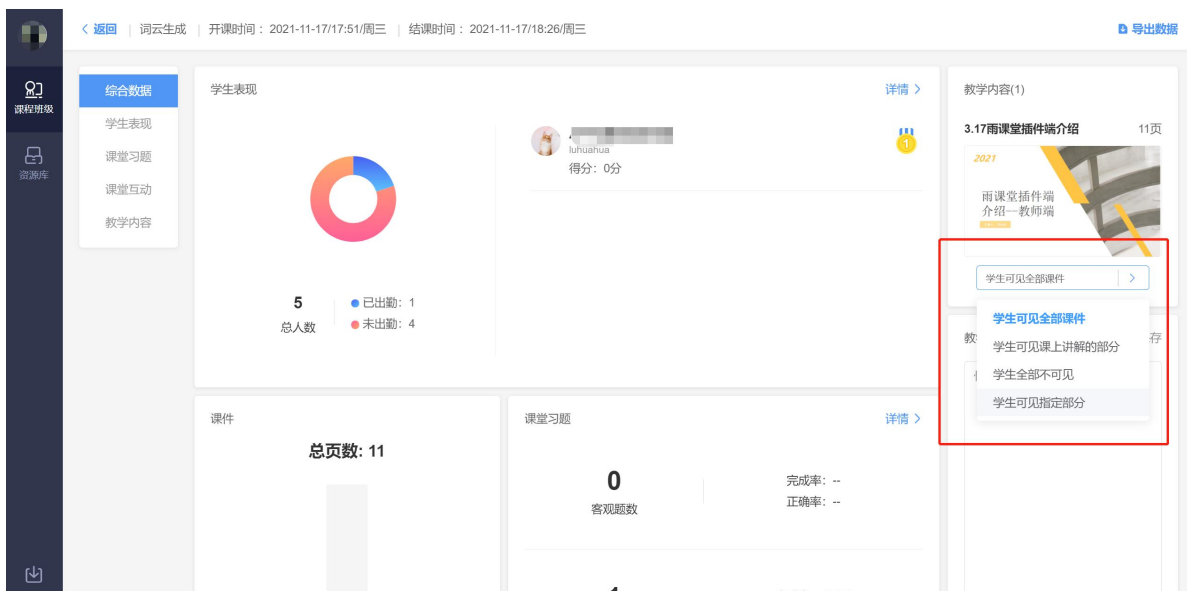 返回 | 词云生成 | 开课时间 ：2021-11-17/17:51/周三 | 结课时间 ：2021-11-17/18:26/周三
导出数据
课程班级
资源库
综合数据
学生表现
课堂习题
课堂互动
教学内容
学生表现
详情
5
总人数
已出勤：1
未出勤：4
luhuahua
得分：0分
1
课件
总页数: 11
课堂习题
详情
0
客观题数
完成率：--
正确率：--
教学内容(1)
3.17雨课堂插件端介绍 11页
2021
雨课堂插件端
介绍—教师端
学生可见全部课件
学生可见全部课件
学生可见课上讲解的部分
学生全部不可见
学生可见指定部分
教
存